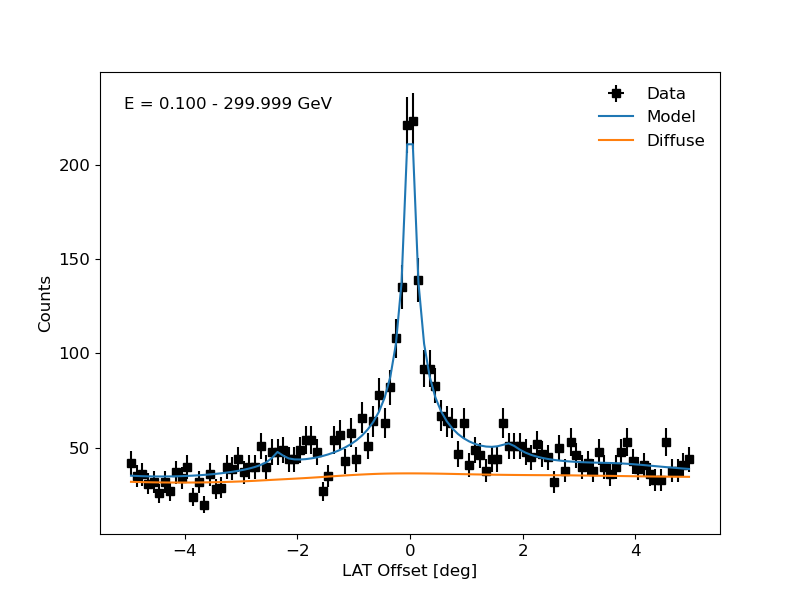 E = 0.100 - 299.999 GeV
Data
Model
Diffuse
200
150
100
50
Counts
−4
−2
0
2
4
LAT Offset [deg]